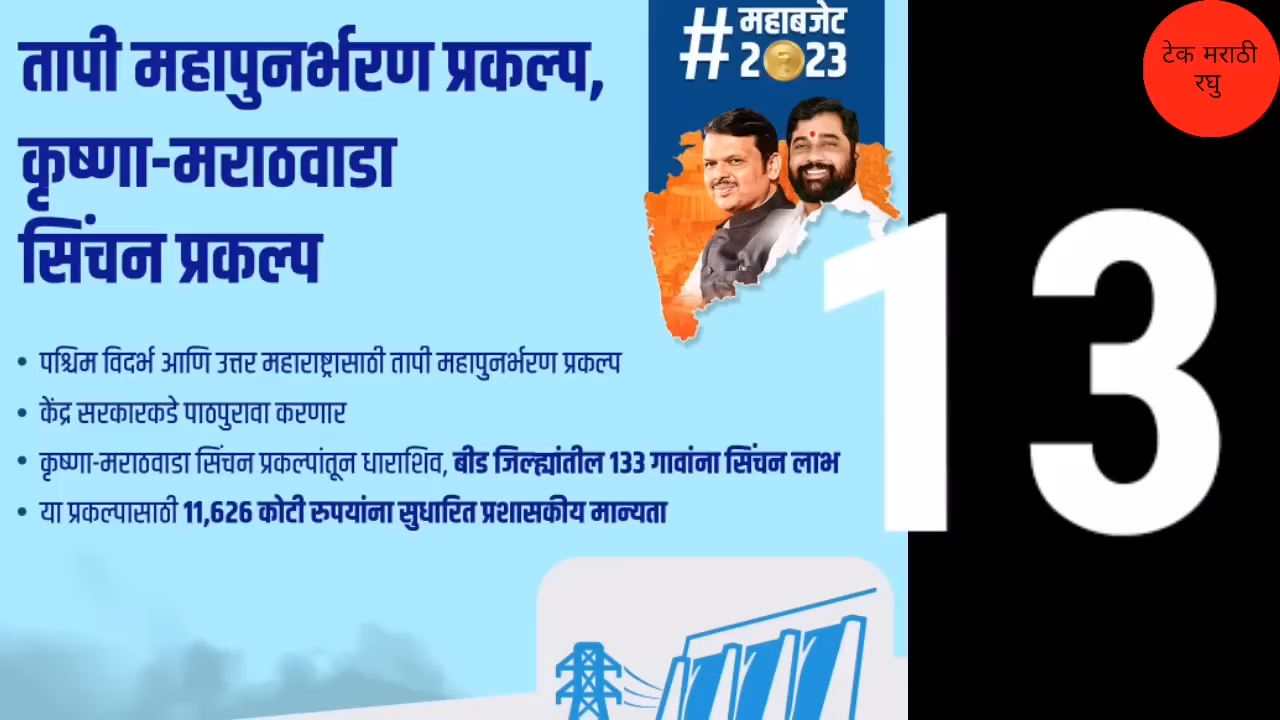 तापी महापुनर्भरण प्रकल्प,
कृष्णा-मराठवाडा
सिंचन प्रकल्प
#महाबजेट
2023
टेक मराठी
रघु
13
• पश्चिम विदर्भ आणि उत्तर महाराष्ट्रासाठी तापी महापुनर्भरण प्रकल्प
• केंद्र सरकारकडे पाठपुरावा करणार
• कृष्णा-मराठवाडा सिंचन प्रकल्पांतून धाराशिव, बीड जिल्ह्यांतील 133 गावांना सिंचन लाभ
• या प्रकल्पासाठी 11,626 कोटी रुपयांना सुधारित प्रशासकीय मान्यता